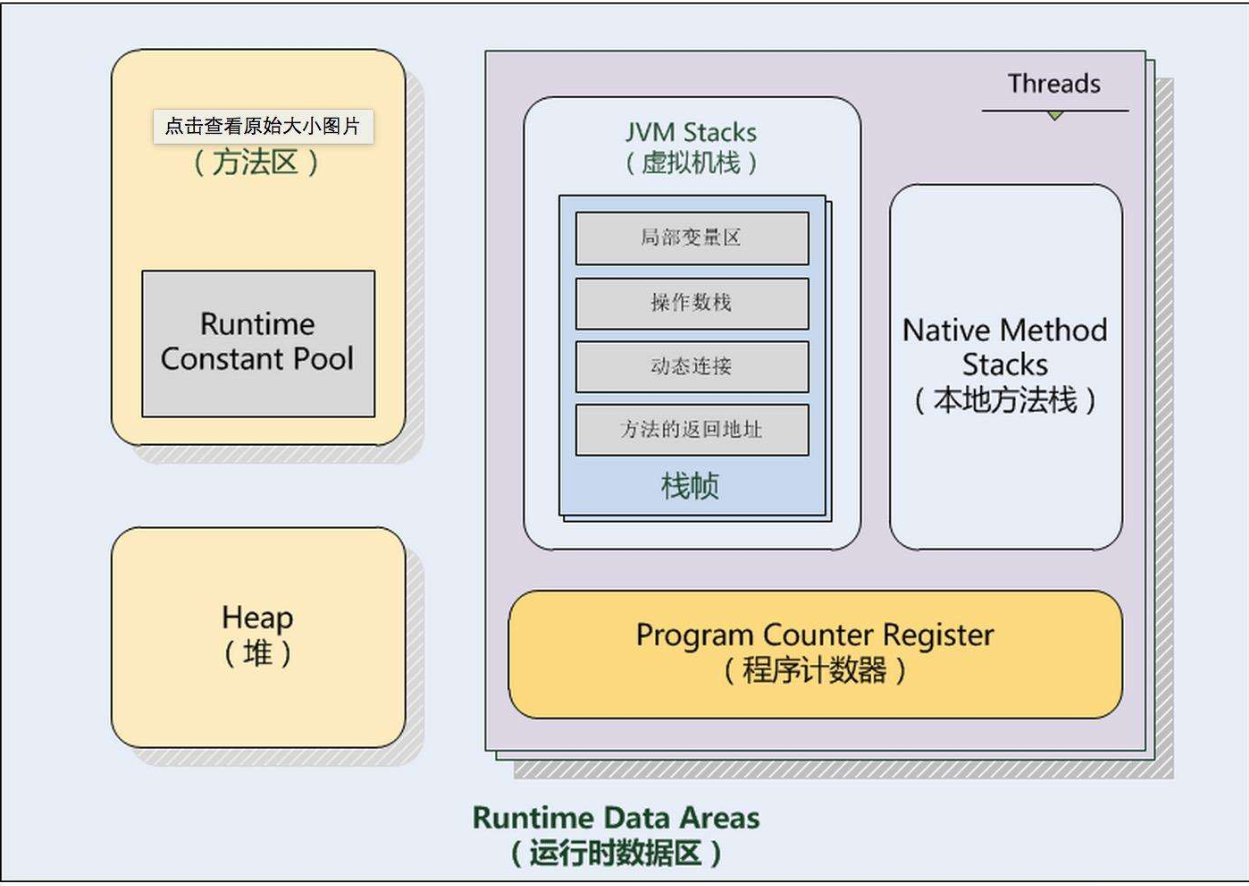 点击查看原始大小图片
（方法区）
Runtime
Constant Pool
Heap
（堆）
Threads
JVM Stacks
（虚拟机栈）
局部变量区
操作数栈
动态连接
方法的返回地址
栈帧
Native Method
Stacks
（本地方法栈）
Program Counter Register
（程序计数器）
Runtime Data Areas
（运行时数据区）